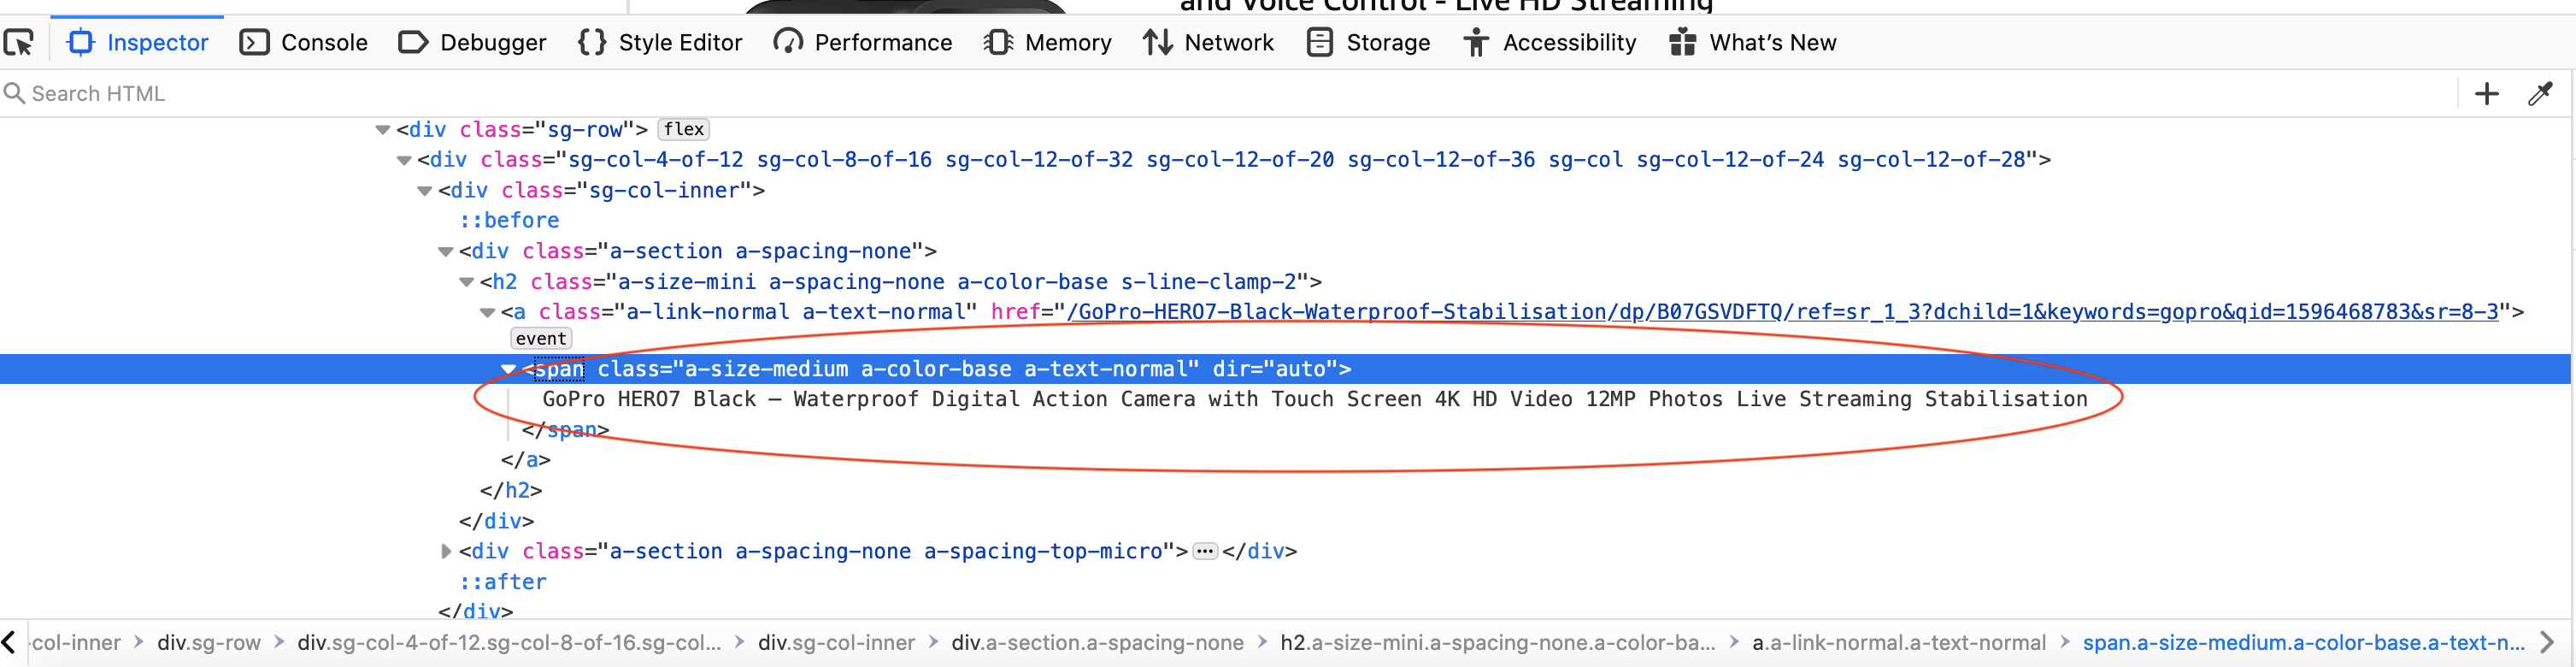 and Voice Control - Live HD Streaming
Inspector Console Debugger {} Style Editor Performance Memory Network Storage Accessibility What's New
Search HTML
<div class="sg-row"> flex
<div class="sg-col-4-of-12 sg-col-8-of-16 sg-col-12-of-32 sg-col-12-of-20 sg-col-12-of-36 sg-col sg-col-12-of-24 sg-col-12-of-28">
<div class="sg-col-inner">
::before
<div class="a-section a-spacing-none">
<h2 class="a-size-mini a-spacing-none a-color-base s-line-clamp-2">
<a class="a-link-normal a-text-normal" href="/GoPro-HERO7-Black-Waterproof-Stabilisation/dp/B07GSVDFTQ/ref=sr_1_3?dchild=1&keywords=gopro&qid=1596468783&sr=8-3">
event
<span class="a-size-medium a-color-base a-text-normal" dir="auto">
GoPro HERO7 Black — Waterproof Digital Action Camera with Touch Screen 4K HD Video 12MP Photos Live Streaming Stabilisation
</span>
</a>
</h2>
</div>
<div class="a-section a-spacing-none a-spacing-top-micro">⋯</div>
::after
</div>
-col-inner > div.sg-row > div.sg-col-4-of-12.sg-col-8-of-16.sg-col... > div.sg-col-inner > div.a-section.a-spacing-none > h2.a-size-mini.a-spacing-none.a-color-ba... > a.a-link-normal.a-text-normal > span.a-size-medium.a-color-base.a-text-n...